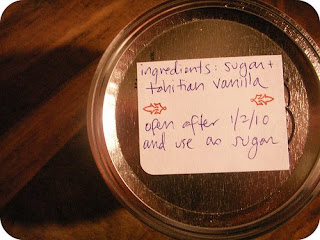 ingredients: sugar +
tahitian vanilla
open after 1/2/10
and use as sugar